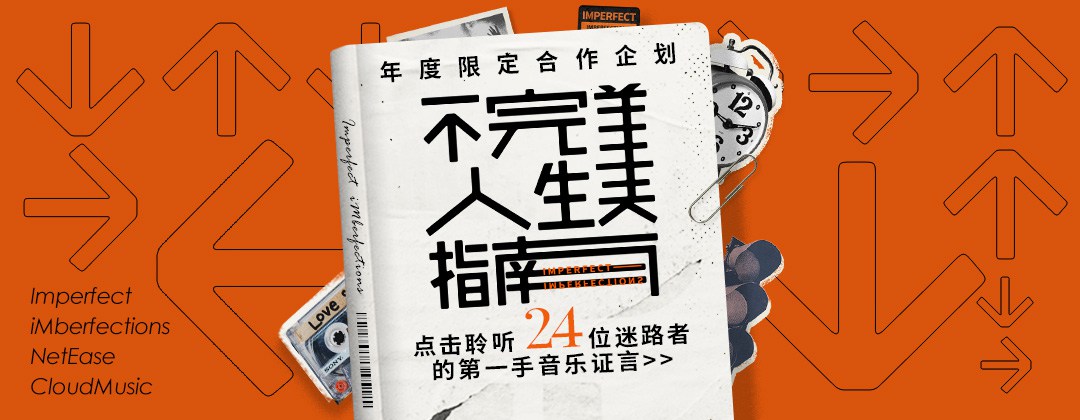 年度限定合作企划
不完美
人生
指南
IMPERFECT
IMPERFECTIONS
点击聆听 24 位迷路者
的第一手音乐证言>>
Imperfect iMberfections
Imperfect
iMberfections
NetEase
CloudMusic
IMPERFECT
LOVE
SONY
12